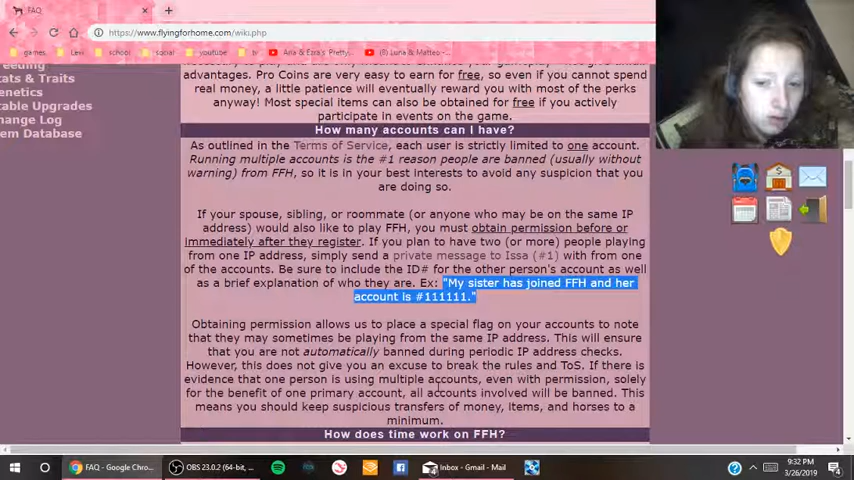 FAQ
https://www.flyingforhome.com/wiki.php
games Levi school social youtube tv Aria & Ezra's Pretty... (8) Luna & Matteo -...
advantages. Pro Coins are very easy to earn for free, so even if you cannot spend
tats & Traits
real money, a little patience will eventually reward you with most of the perks
enetics
anyway! Most special items can also be obtained for free if you actively
table Upgrades
participate in events on the game.
hange Log
How many accounts can I have?
em Database
As outlined in the Terms of Service, each user is strictly limited to one account.
Running multiple accounts is the #1 reason people are banned (usually without
warning) from FFH, so it is in your best interests to avoid any suspicion that you
are doing so.
If your spouse, sibling, or roommate (or anyone who may be on the same IP
address) would also like to play FFH, you must obtain permission before or
immediately after they register. If you plan to have two (or more) people playing
from one IP address, simply send a private message to Issa (#1) with from one
of the accounts. Be sure to include the ID# for the other person's account as well
as a brief explanation of who they are. Ex: "My sister has joined FFH and her
account is #111111."
Obtaining permission allows us to place a special flag on your accounts to note
that they may sometimes be playing from the same IP address. This will ensure
that you are not automatically banned during periodic IP address checks.
However, this does not give you an excuse to break the rules and ToS. If there is
evidence that one person is using multiple accounts, even with permission, solely
for the benefit of one primary account, all accounts involved will be banned. This
means you should keep suspicious transfers of money, items, and horses to a
minimum.
How does time work on FFH?
FAQ - Google Chro... OBS 23.0.2 (64-bit, ... Inbox - Gmail - Mail
9:32 PM
3/26/2019